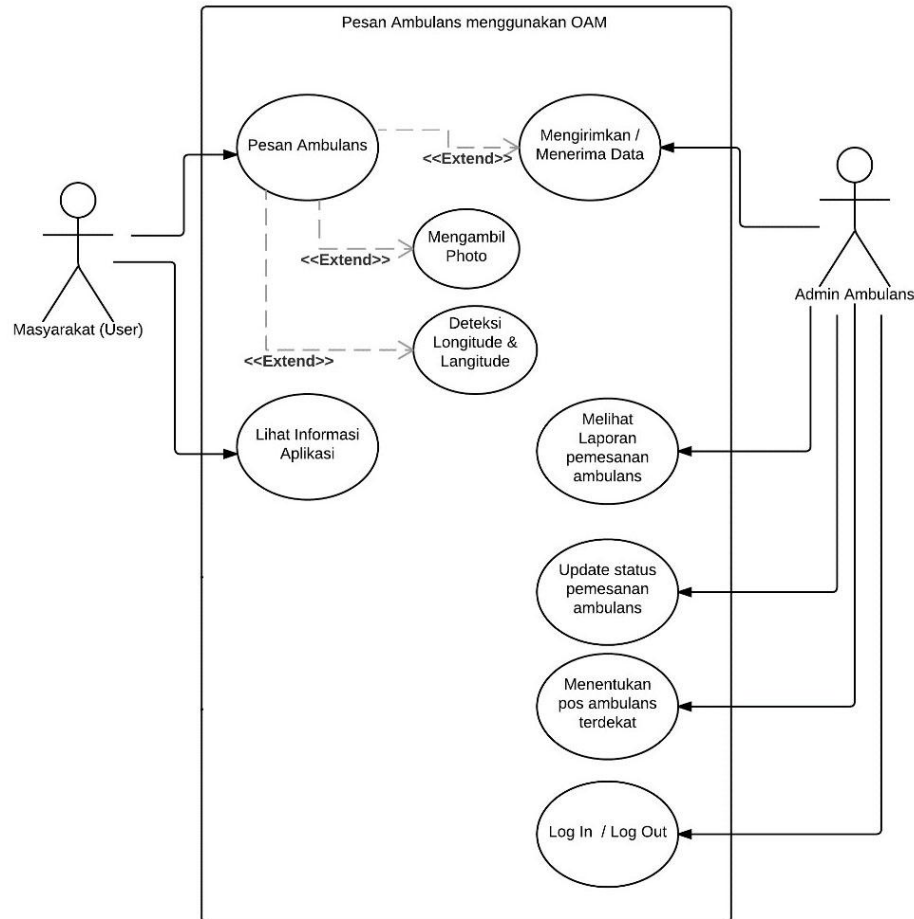 Pesan Ambulans menggunakan OAM
Pesan Ambulans
<<Extend>>
Mengirimkan /
Menerima Data
<<Extend>>
Mengambil
Photo
<<Extend>>
Deteksi
Longitude &
Langitude
Masyarakat (User)
Admin Ambulans
Lihat Informasi
Aplikasi
Melihat
Laporan
pemesanan
ambulans
Update status
pemesanan
ambulans
Menentukan
pos ambulans
terdekat
Log In / Log Out